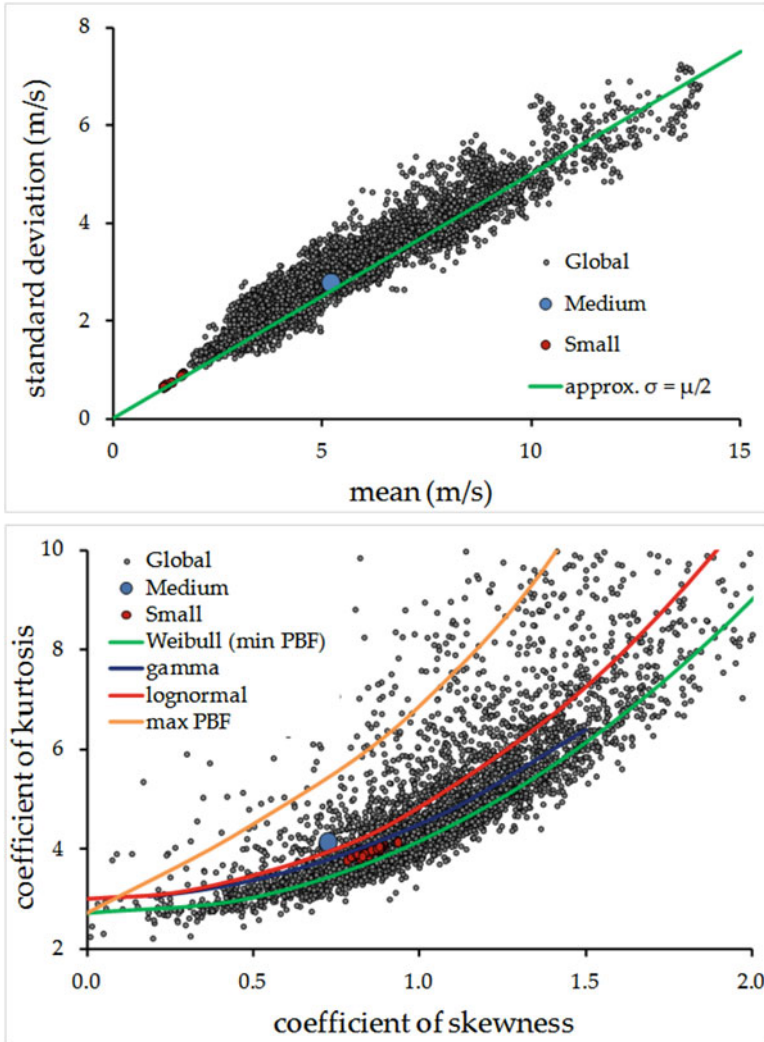 8
6
4
2
0
standard deviation (m/s)
Global
Medium
Small
approx. σ = μ/2
0
5
10
15
mean (m/s)
10
8
6
4
2
coefficient of kurtosis
Global
Medium
Small
Weibull (min PBF)
gamma
lognormal
max PBF
0.0
0.5
1.0
1.5
2.0
coefficient of skewness